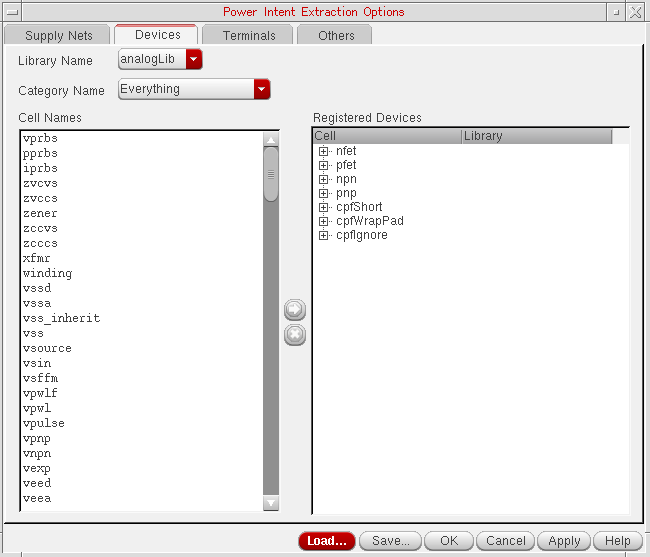 Power Intent Extraction Options
Supply Nets
Devices
Terminals
Others
Library Name
analogLib
Category Name
Everything
Cell Names
vprbs
pprbs
iprbs
zvcvs
zvccs
zener
zccvs
zcccs
xfmr
winding
vssd
vssa
vss_inherit
vss
vsource
vsin
vsffm
vpwlf
vpwl
vpulse
vpnp
vnpn
vexp
veed
veea
Registered Devices
Cell Library
nfet
pfet
npn
pnp
cpfShort
cpfWrapPad
cpfIgnore
Load... Save... OK Cancel Apply Help